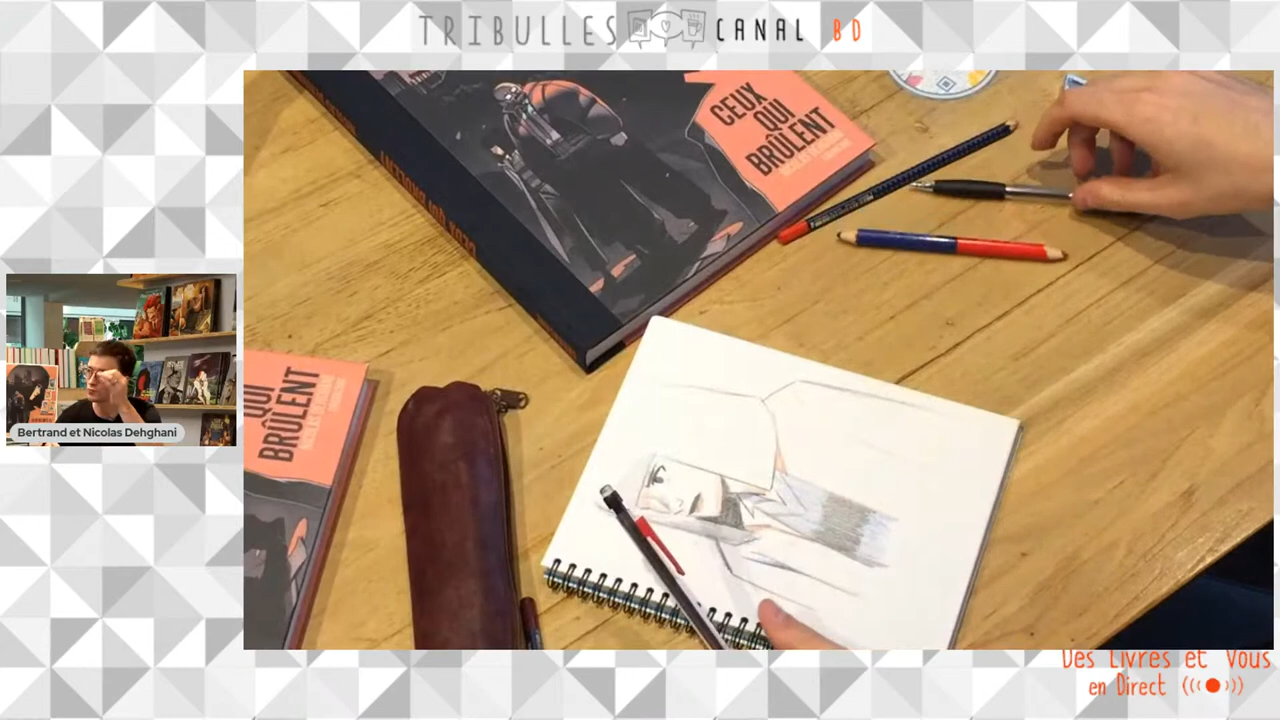 TRIBULLES CANAL BD
CEUX
QUI
BRÛLENT
QUI
BRÛLENT
Bertrand et Nicolas Dehghani
Des Livres et Vous
en Direct